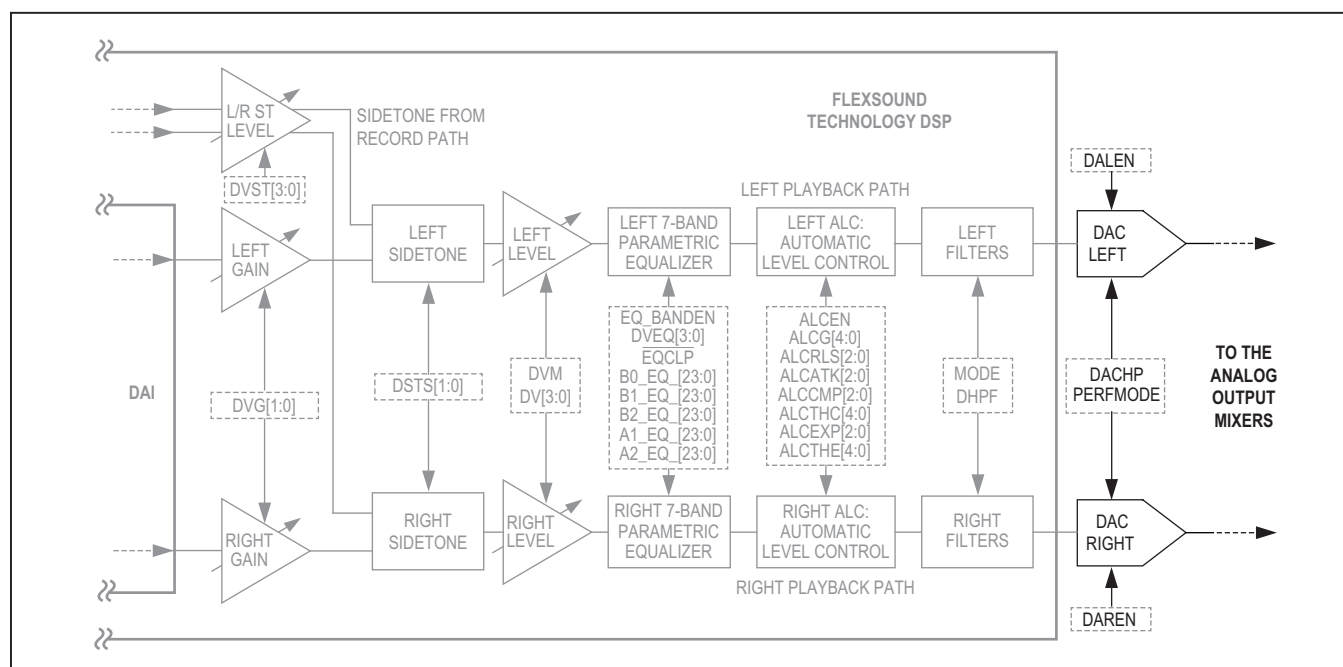 L/R ST
LEVEL
SIDETONE FROM
RECORD PATH
FLEXSOUND
TECHNOLOGY DSP
DVST[3:0]
DALEN
LEFT PLAYBACK PATH
LEFT
GAIN
LEFT
SIDETONE
LEFT
LEVEL
LEFT 7-BAND
PARAMETRIC
EQUALIZER
LEFT ALC:
AUTOMATIC
LEVEL CONTROL
LEFT
FILTERS
DAC
LEFT
DAI
DVG[1:0]
DSTS[1:0]
DVM
DV[3:0]
EQ_BANDEN
DVEQ[3:0]
EQCLP
B0_EQ_[23:0]
B1_EQ_[23:0]
B2_EQ_[23:0]
A1_EQ_[23:0]
A2_EQ_[23:0]
ALCEN
ALCG[4:0]
ALCRLS[2:0]
ALCATK[2:0]
ALCCMP[2:0]
ALCTHC[4:0]
ALCEXP[2:0]
ALCTHE[4:0]
MODE
DHPF
DACHP
PERFMODE
TO THE
ANALOG
OUTPUT
MIXERS
RIGHT
GAIN
RIGHT
SIDETONE
RIGHT
LEVEL
RIGHT 7-BAND
PARAMETRIC
EQUALIZER
RIGHT ALC:
AUTOMATIC
LEVEL CONTROL
RIGHT
FILTERS
DAC
RIGHT
RIGHT PLAYBACK PATH
DAREN